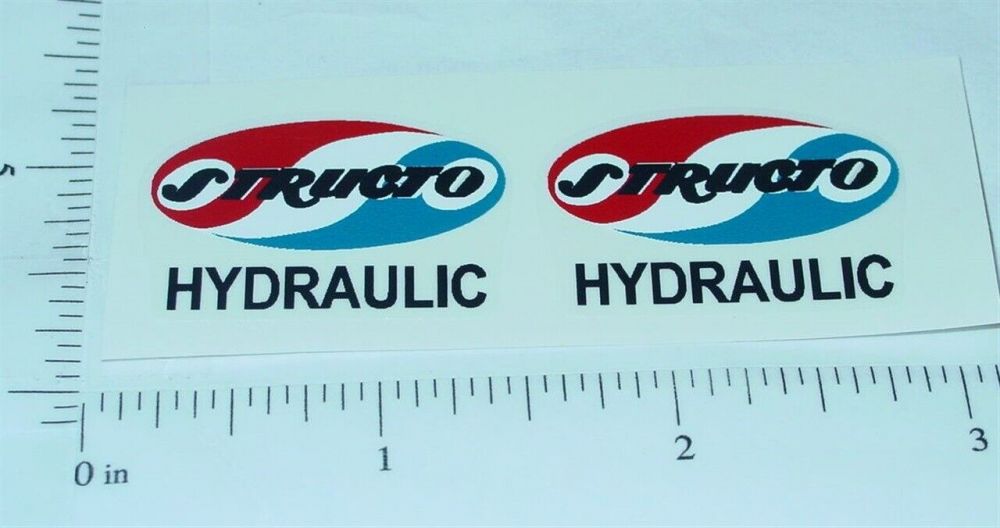 STRUCTO STRUCTO
HYDRAULIC HYDRAULIC
5
0 in 1 2 3